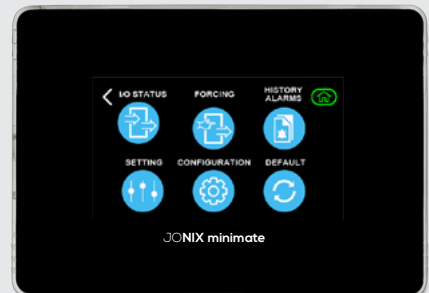 I/O STATUS
FORCING
HISTORY
ALARMS
SETTING
CONFIGURATION
DEFAULT
JONIX minimate